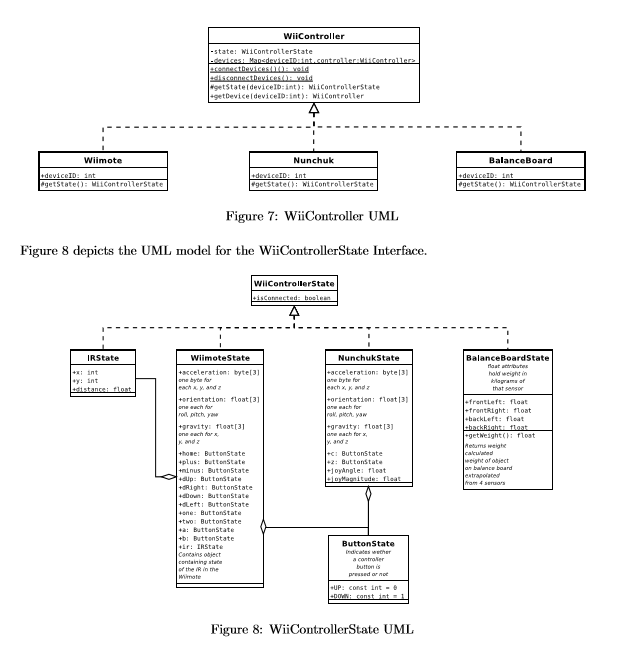 WiiController
-state: WiiControllerState
-devices: Map<deviceID:int,controller:WiiController>
+connectDevices()(): void
+disconnectDevices(): void
#getState(deviceID:int): WiiControllerState
+getDevice(deviceID:int): WiiController
Wiimote
+deviceID: int
#getState(): WiiControllerState
Nunchuk
+deviceID: int
#getState(): WiiControllerState
BalanceBoard
+deviceID: int
#getState(): WiiControllerState
Figure 7: WiiController UML
Figure 8 depicts the UML model for the WiiControllerState Interface.
WiiControllerState
+isConnected: boolean
IRState
+x: int
+y: int
+distance: float
WiimoteState
+acceleration: byte[3]
one byte for
each x, y, and z
+orientation: float[3]
one each for
roll, pitch, yaw
+gravity: float[3]
one each for x,
y, and z
+home: ButtonState
+plus: ButtonState
+minus: ButtonState
+dUp: ButtonState
+dRight: ButtonState
+dDown: ButtonState
+dLeft: ButtonState
+one: ButtonState
+two: ButtonState
+a: ButtonState
+b: ButtonState
+ir: IRState
Contains object
containing state
of the IR in the
Wiimote
NunchukState
+acceleration: byte[3]
one byte for
each x, y, and z
+orientation: float[3]
one each for
roll, pitch, yaw
+gravity: float[3]
one each for x,
y, and z
+c: ButtonState
+z: ButtonState
+joyAngle: float
+joyMagnitude: float
BalanceBoardState
float attributes
hold weight in
kilograms of
that sensor
+frontLeft: float
+frontRight: float
+backLeft: float
+backRight: float
+getWeight(): float
Returns weight
calculated
weight of object
on balance board
extrapolated
from 4 sensors
ButtonState
Indicates wether
a controller
button is
pressed or not
+UP: const int = 0
+DOWN: const int = 1
Figure 8: WiiControllerState UML